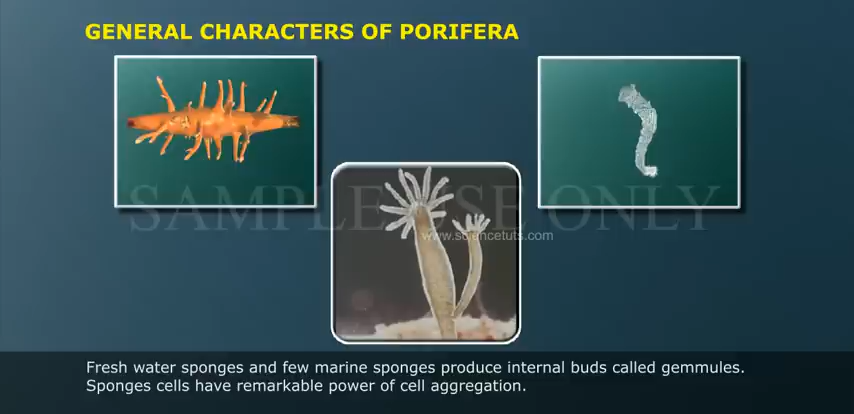 GENERAL CHARACTERS OF PORIFERA
SAMPLE USE ONLY
www.sciencetuts.com
Fresh water sponges and few marine sponges produce internal buds called gemmules.
Sponges cells have remarkable power of cell aggregation.